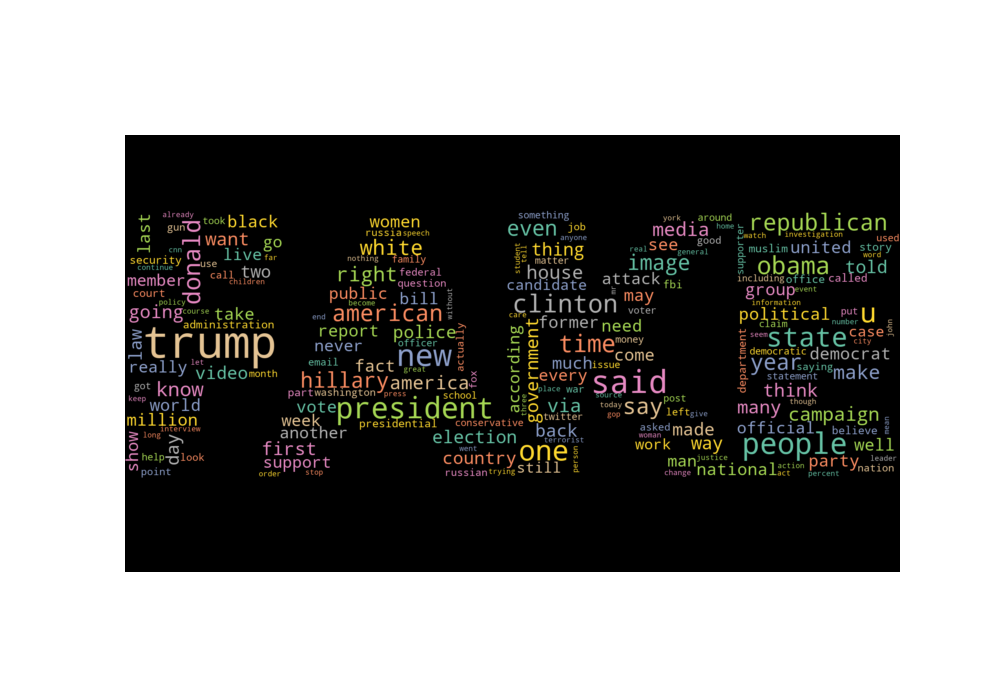 already
last
gun
took
black
donald
want
go
cnn
live
far
security
use
continue
call
two
member
children
court
policy
going
course
take
administration
law
trump
really
let
video
month
got
know
keep
world
million
interview
show
long
day
help
look
point
women
russia
speech
white
nothing
family
right
federal
question
public
become
bill
without
end
american
report
police
actually
never
officer
new
email
fact
great
hillary
america
fox
part
washington
press
school
vote
president
week
presidential
conservative
another
election
first
went
support
country
order
stop
russian
trying
something
even
job
anyone
student
tell
thing
matter
house
candidate
mr
clinton
care
former
need
according
government
time
money
come
much
issue
every
place
war
three
said
via
source
today
twitter
gop
say
back
terrorist
one
person
still
york
around
media
home
see
good
real
general
image
attack
fbi
may
voter
post
left
give
asked
made
woman
work
way
man
justice
national
change
republican
supporter
watch
investigation
used
muslim
united
story
word
obama
told
including
office
called
group
event
information
political
put
u
claim
number
john
seem
state
case
city
department
democratic
democrat
year
saying
statement
make
think
many
though
campaign
official
believe
mean
people
well
party
leader
action
act
percent
nation